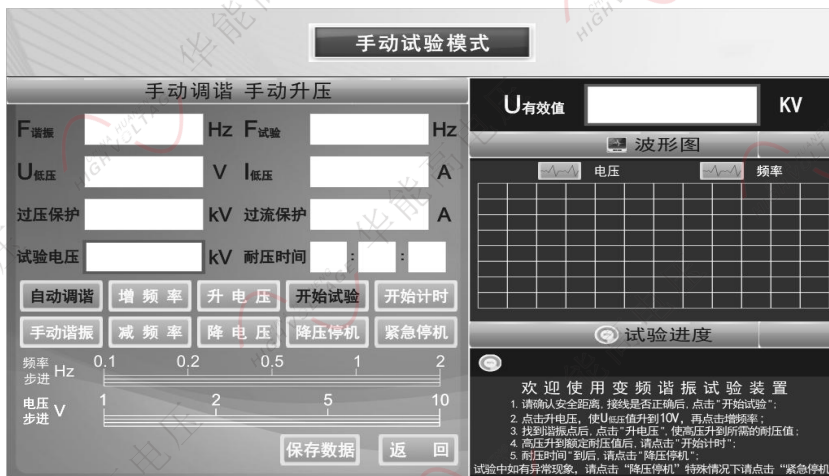 手动试验模式
手动调谐 手动升压
F谐振 Hz F试验 Hz
U低压 V I低压 A
过压保护 kV 过流保护 A
试验电压 kV 耐压时间 : :
自动调谐 增频率 升电压 开始试验 开始计时
手动谐振 减频率 降电压 降压停机 紧急停机
频率步进 Hz 0.1 0.2 0.5 1 2
电压步进 V 1 2 5 10
保存数据 返回
U有效值 KV
波形图
电压 频率
试验进度
欢迎使用变频谐振试验装置
1. 请确认安全距离, 接线是否正确后, 点击"开始试验";
2. 点击升电压, 使U低压值升到10V, 再点击增频率;
3. 找到谐振点后, 点击"升电压", 使高压升到所需的耐压值;
4. 高压升到额定耐压值后, 请点击"开始计时";
5. 耐压时间"到后, 请点击"降压停机";
试验中如有异常现象, 请点击 "降压停机" 特殊情况下请点击 "紧急停机
华能高电压
HIGH VOLTAGE